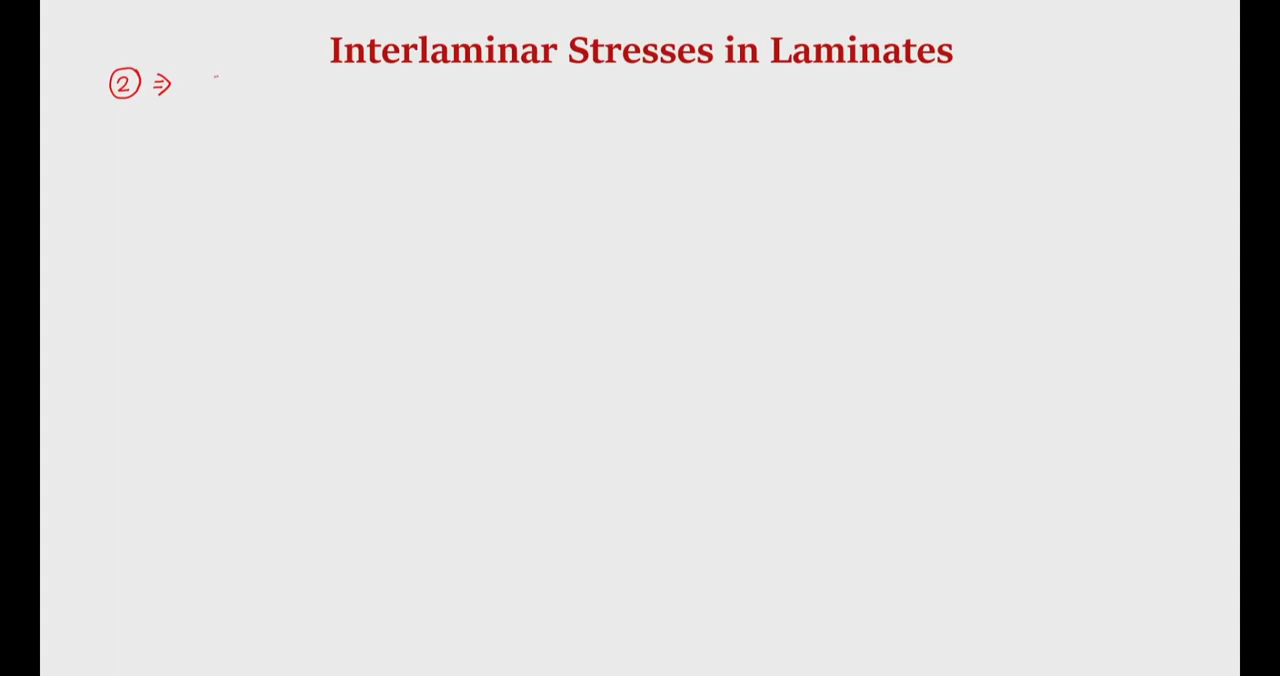 Interlaminar Stresses in Laminates
② ⇒